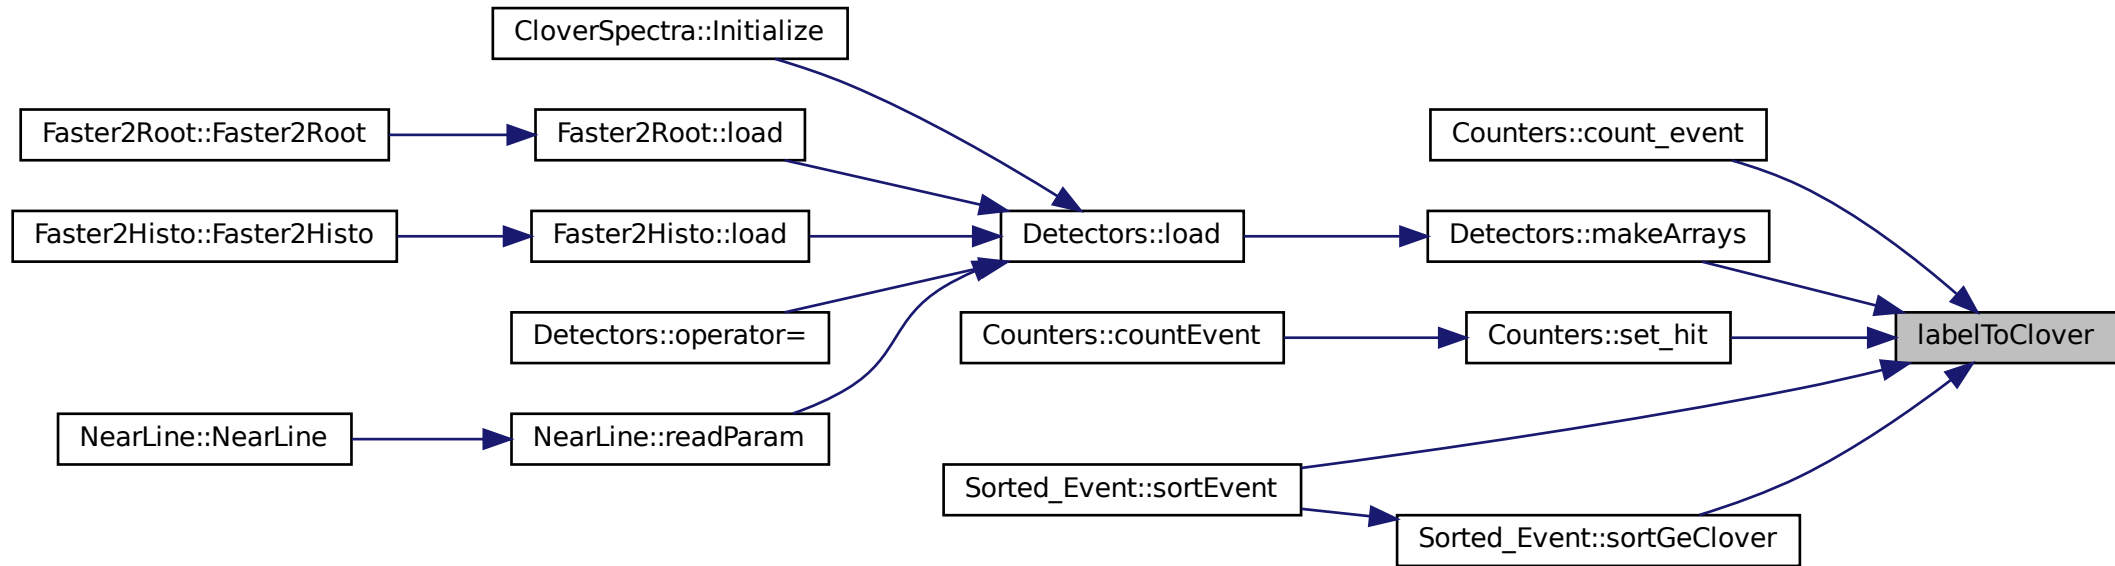 CloverSpectra::Initialize
Faster2Root::Faster2Root
Faster2Root::load
Counters::count_event
Faster2Histo::Faster2Histo
Faster2Histo::load
Detectors::load
Detectors::makeArrays
Detectors::operator=
Counters::countEvent
Counters::set_hit
labelToClover
NearLine::NearLine
NearLine::readParam
Sorted_Event::sortEvent
Sorted_Event::sortGeClover